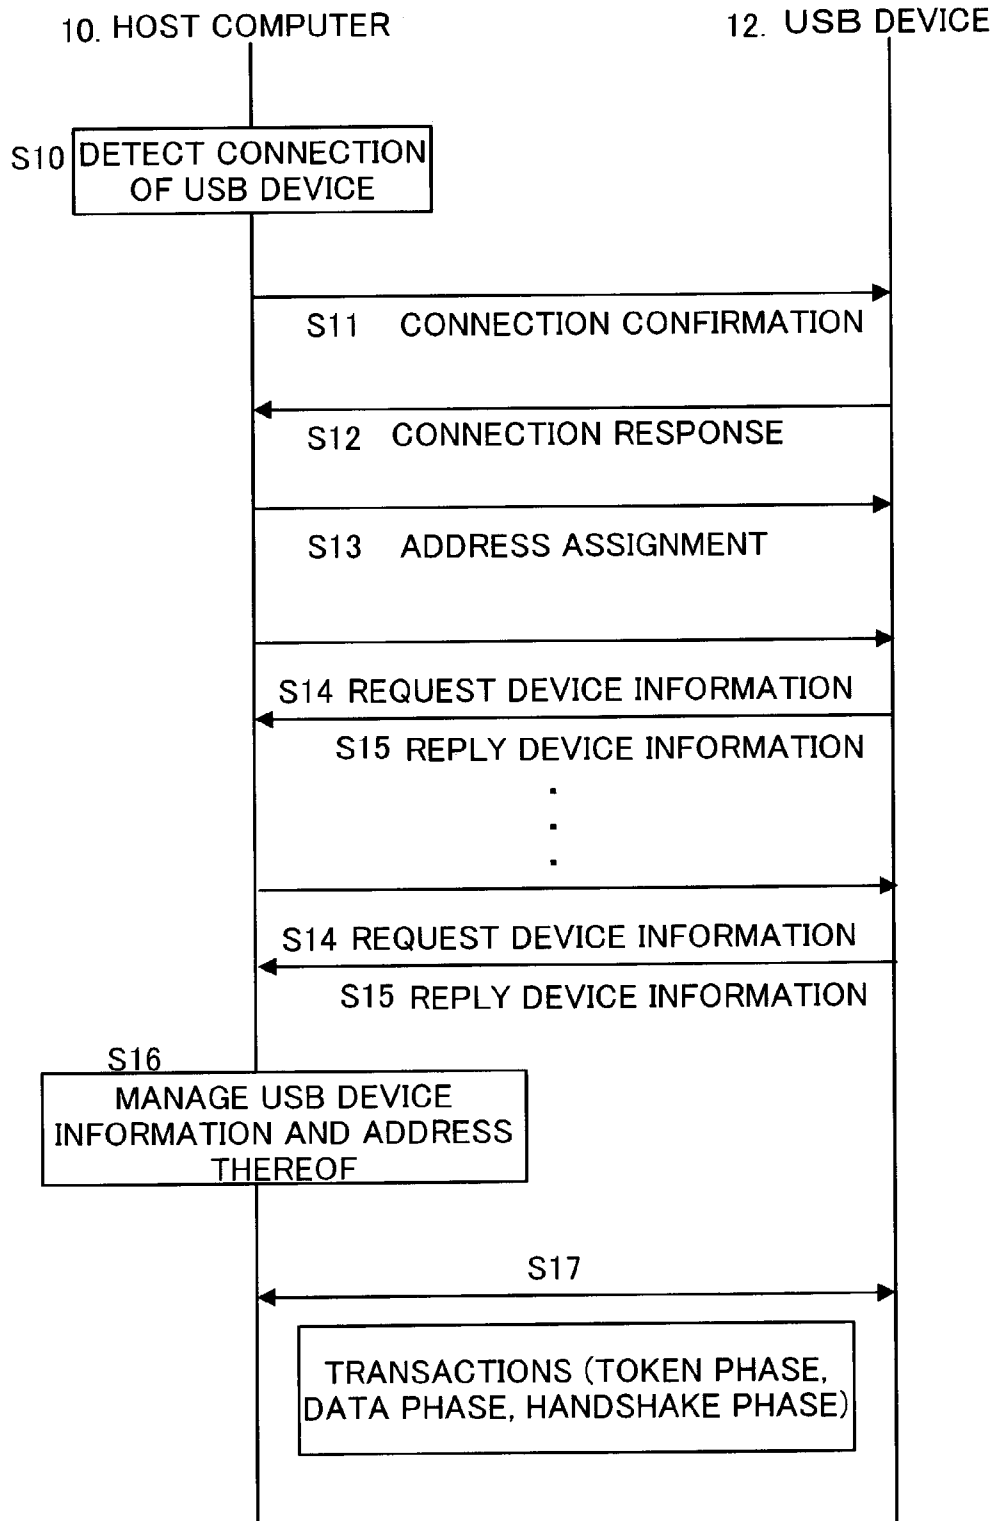 10. HOST COMPUTER
12. USB DEVICE
S10
DETECT CONNECTION
OF USB DEVICE
S11 CONNECTION CONFIRMATION
S12 CONNECTION RESPONSE
S13 ADDRESS ASSIGNMENT
S14 REQUEST DEVICE INFORMATION
S15 REPLY DEVICE INFORMATION
S14 REQUEST DEVICE INFORMATION
S15 REPLY DEVICE INFORMATION
S16
MANAGE USB DEVICE
INFORMATION AND ADDRESS
THEREOF
S17
TRANSACTIONS (TOKEN PHASE,
DATA PHASE, HANDSHAKE PHASE)